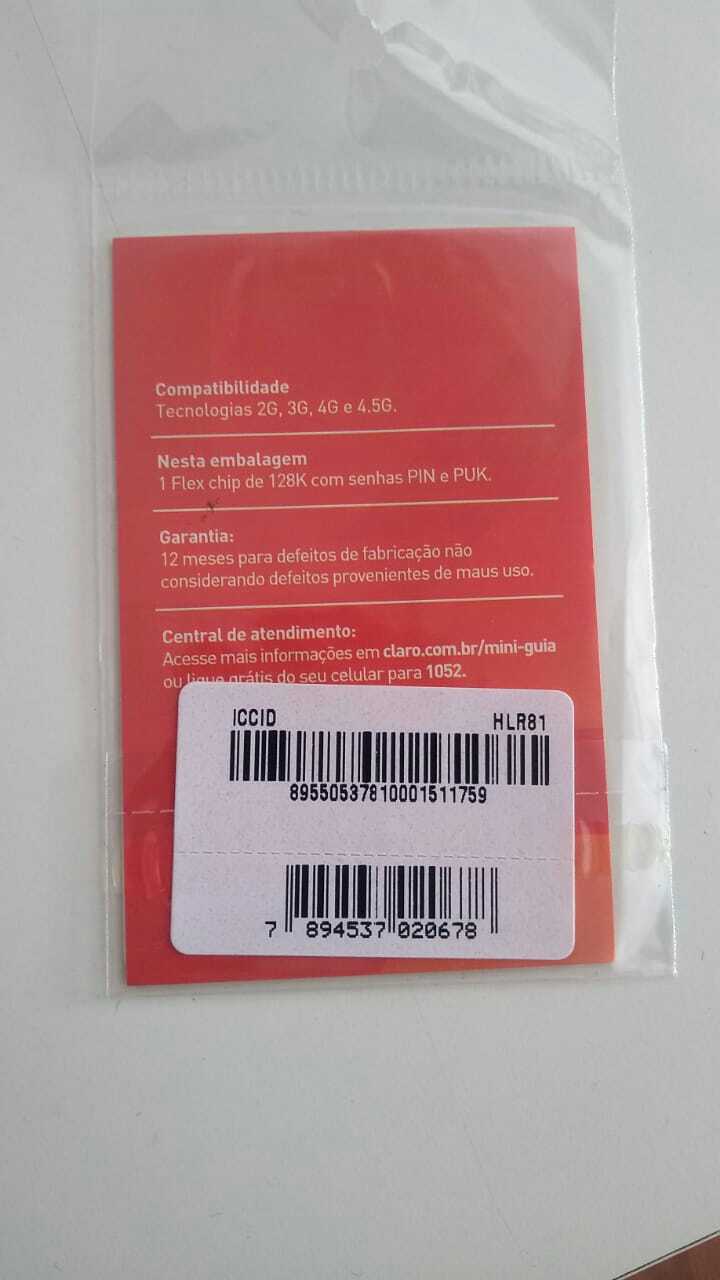 Compatibilidade
Tecnologias 2G, 3G, 4G e 4.5G.
Nesta embalagem
1 Flex chip de 128K com senhas PIN e PUK.
Garantia:
12 meses para defeitos de fabricação não
considerando defeitos provenientes de maus uso.
Central de atendimento:
Acesse mais informações em claro.com.br/mini-guia
ou ligue grátis do seu celular para 1052.
ICCID HLR81
89550537810001511759
7 894537 020678